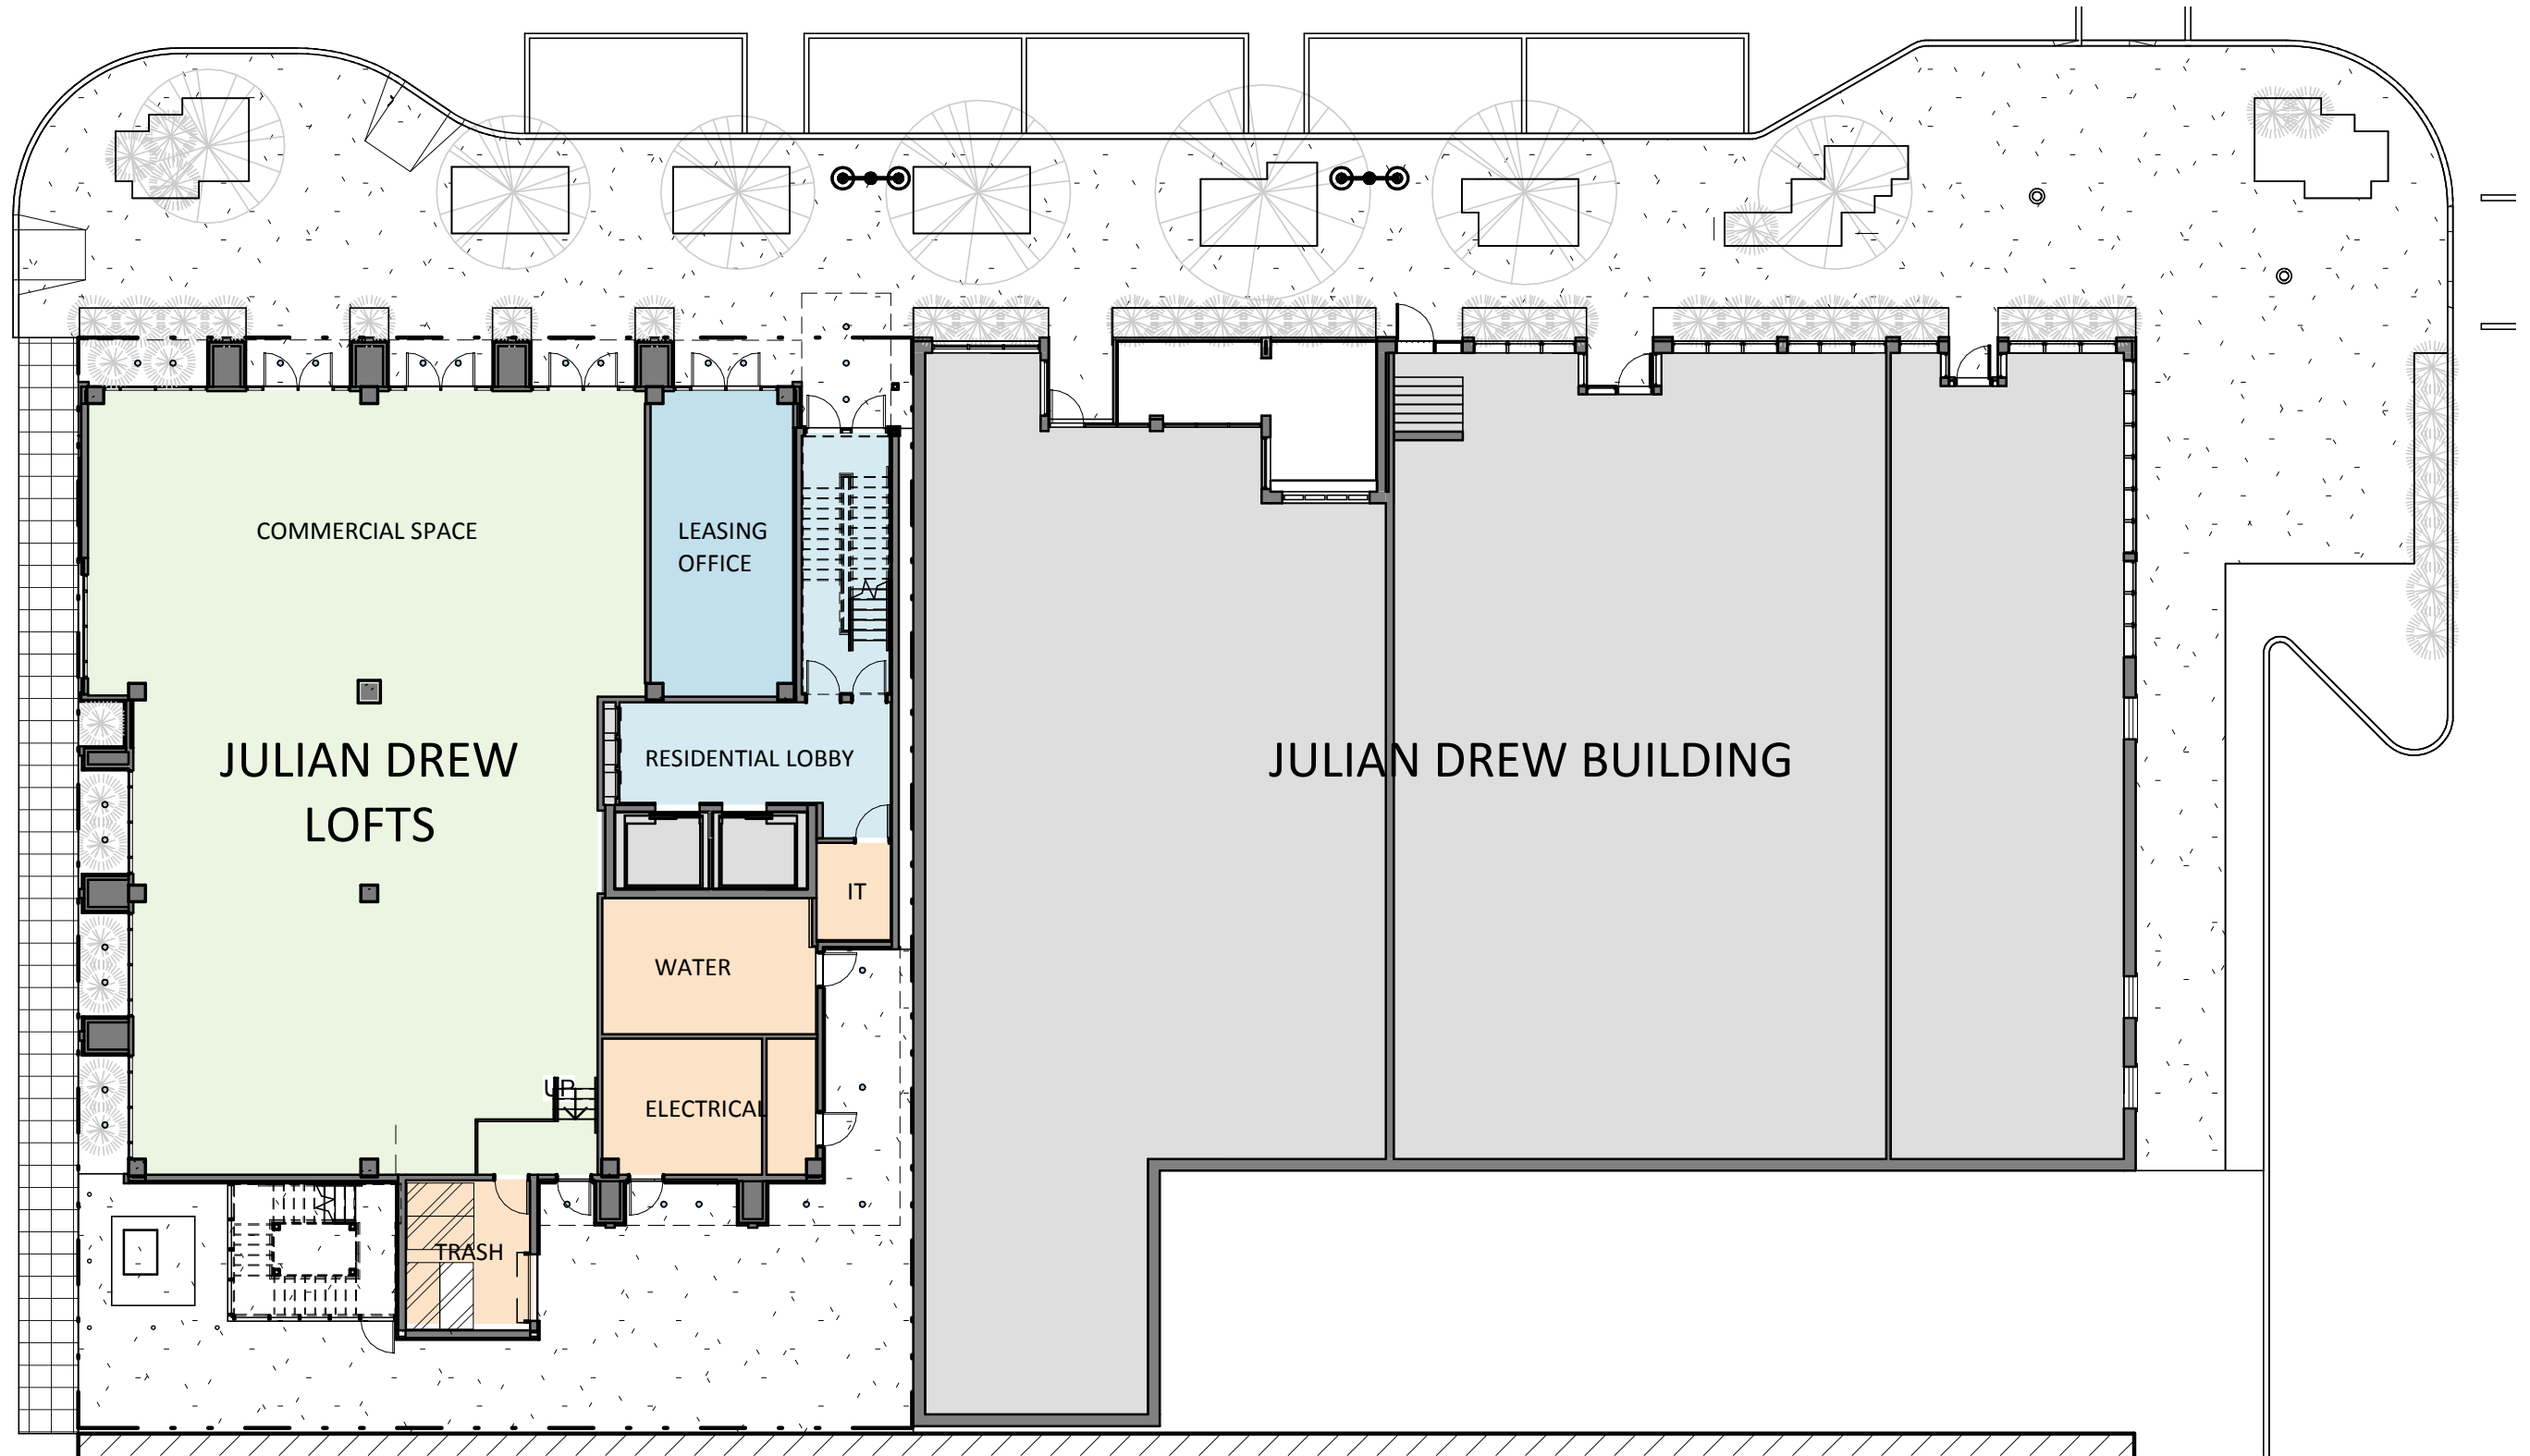 COMMERCIAL SPACE
LEASING
OFFICE
JULIAN DREW
LOFTS
RESIDENTIAL LOBBY
JULIAN DREW BUILDING
IT
WATER
UP
ELECTRICAL
TRASH